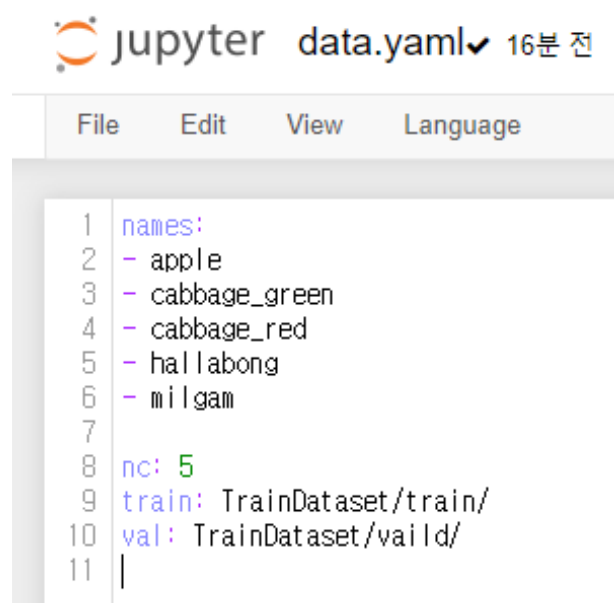 jupyter data.yaml✔ 16분 전
File Edit View Language
1 names:
2 - apple
3 - cabbage_green
4 - cabbage_red
5 - hallabong
6 - milgam
7
8 nc: 5
9 train: TrainDataset/train/
10 val: TrainDataset/vaild/
11